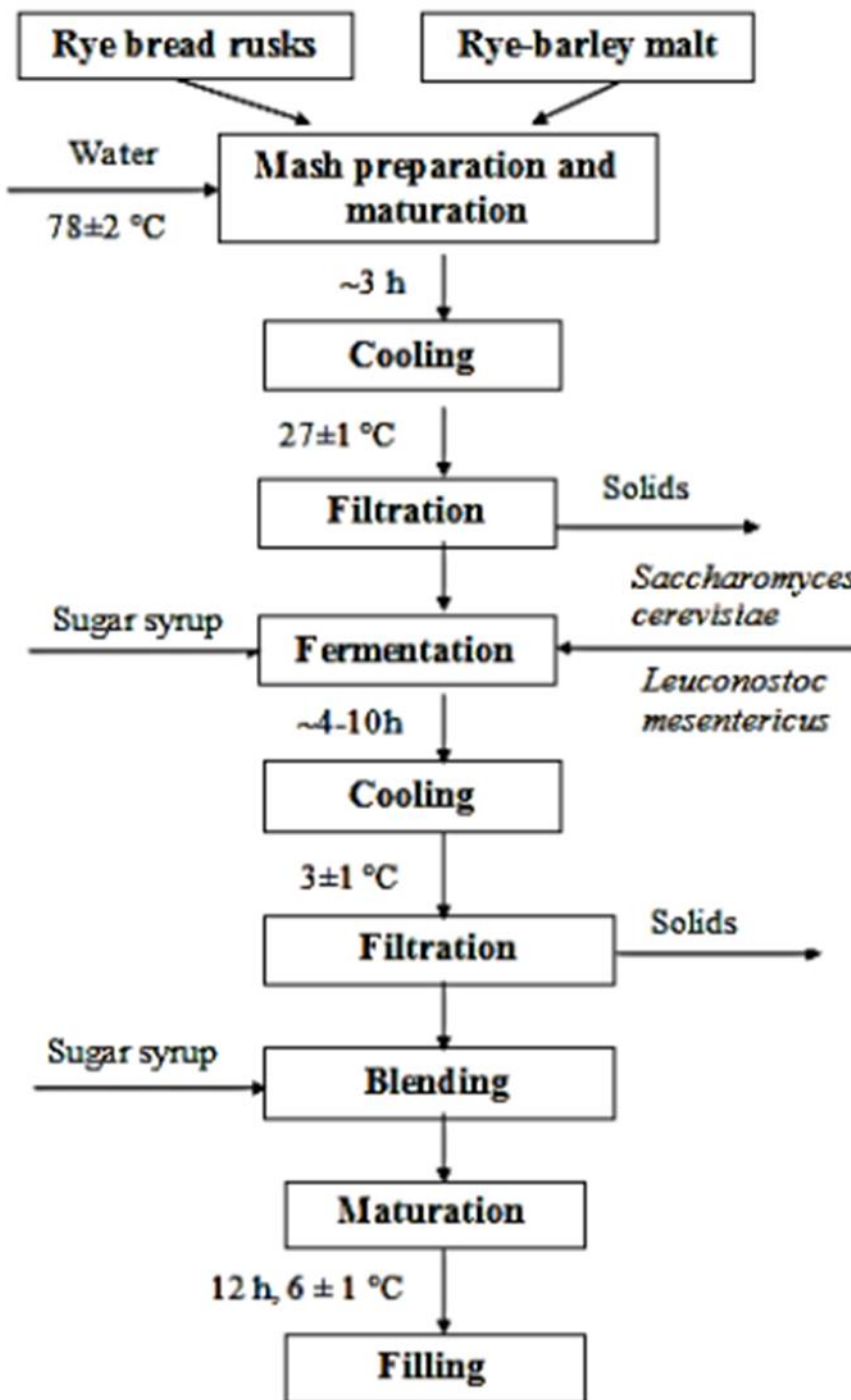 Rye bread rusks
Rye-barley malt
Water
78±2 °C
Mash preparation and
maturation
~3 h
Cooling
27±1 °C
Filtration
Solids
Saccharomyces
cerevisiae
Sugar syrup
Fermentation
Leuconostoc
mesentericus
~4-10h
Cooling
3±1 °C
Filtration
Solids
Sugar syrup
Blending
Maturation
12 h, 6 ± 1 °C
Filling